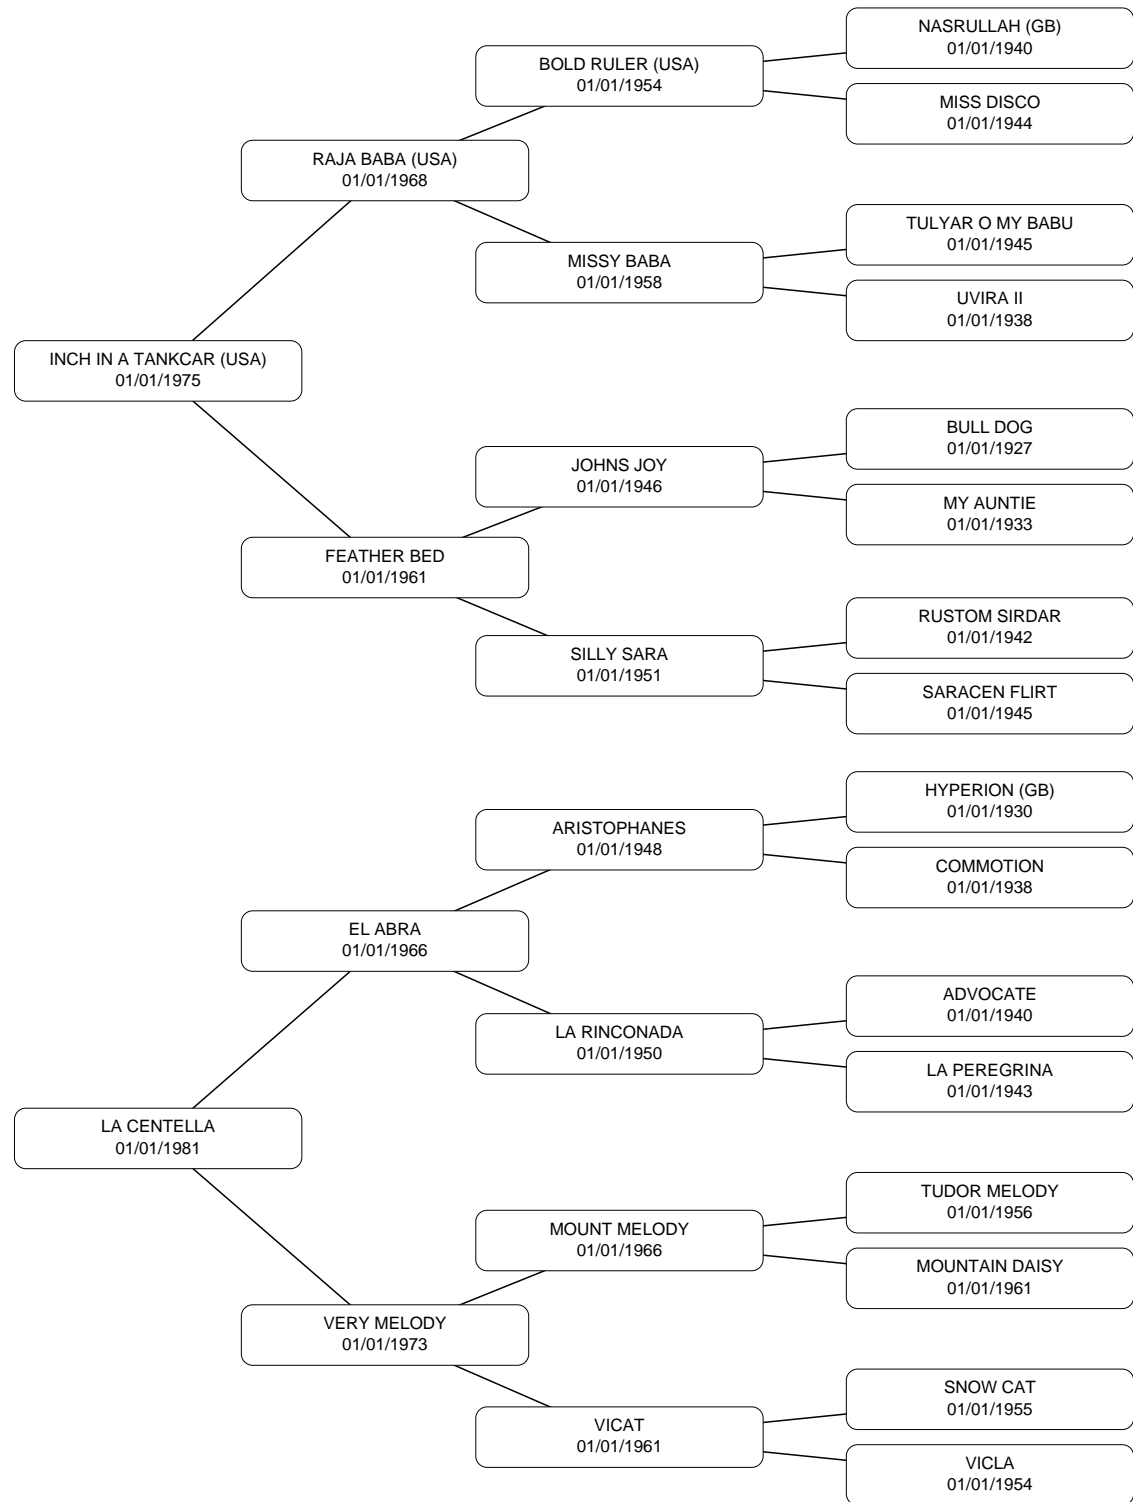 NASRULLAH (GB)
01/01/1940
BOLD RULER (USA)
01/01/1954
MISS DISCO
01/01/1944
RAJA BABA (USA)
01/01/1968
TULYAR O MY BABU
01/01/1945
MISSY BABA
01/01/1958
UVIRA II
01/01/1938
INCH IN A TANKCAR (USA)
01/01/1975
BULL DOG
01/01/1927
JOHNS JOY
01/01/1946
MY AUNTIE
01/01/1933
FEATHER BED
01/01/1961
RUSTOM SIRDAR
01/01/1942
SILLY SARA
01/01/1951
SARACEN FLIRT
01/01/1945
HYPERION (GB)
01/01/1930
ARISTOPHANES
01/01/1948
COMMOTION
01/01/1938
EL ABRA
01/01/1966
ADVOCATE
01/01/1940
LA RINCONADA
01/01/1950
LA PEREGRINA
01/01/1943
LA CENTELLA
01/01/1981
TUDOR MELODY
01/01/1956
MOUNT MELODY
01/01/1966
MOUNTAIN DAISY
01/01/1961
VERY MELODY
01/01/1973
SNOW CAT
01/01/1955
VICAT
01/01/1961
VICLA
01/01/1954